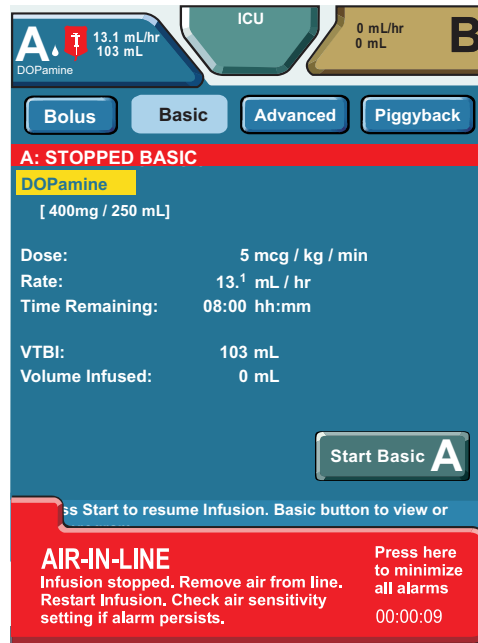 A 13.1 mL/hr
103 mL
DOPamine
ICU
0 mL/hr
0 mL
B
Bolus Basic Advanced Piggyback
A: STOPPED BASIC
DOPamine
[ 400mg / 250 mL]
Dose: 5 mcg / kg / min
Rate: 13.¹ mL / hr
Time Remaining: 08:00 hh:mm
VTBI: 103 mL
Volume Infused: 0 mL
Start Basic A
ss Start to resume Infusion. Basic button to view or
AIR-IN-LINE
Infusion stopped. Remove air from line.
Restart Infusion. Check air sensitivity
setting if alarm persists.
Press here
to minimize
all alarms
00:00:09